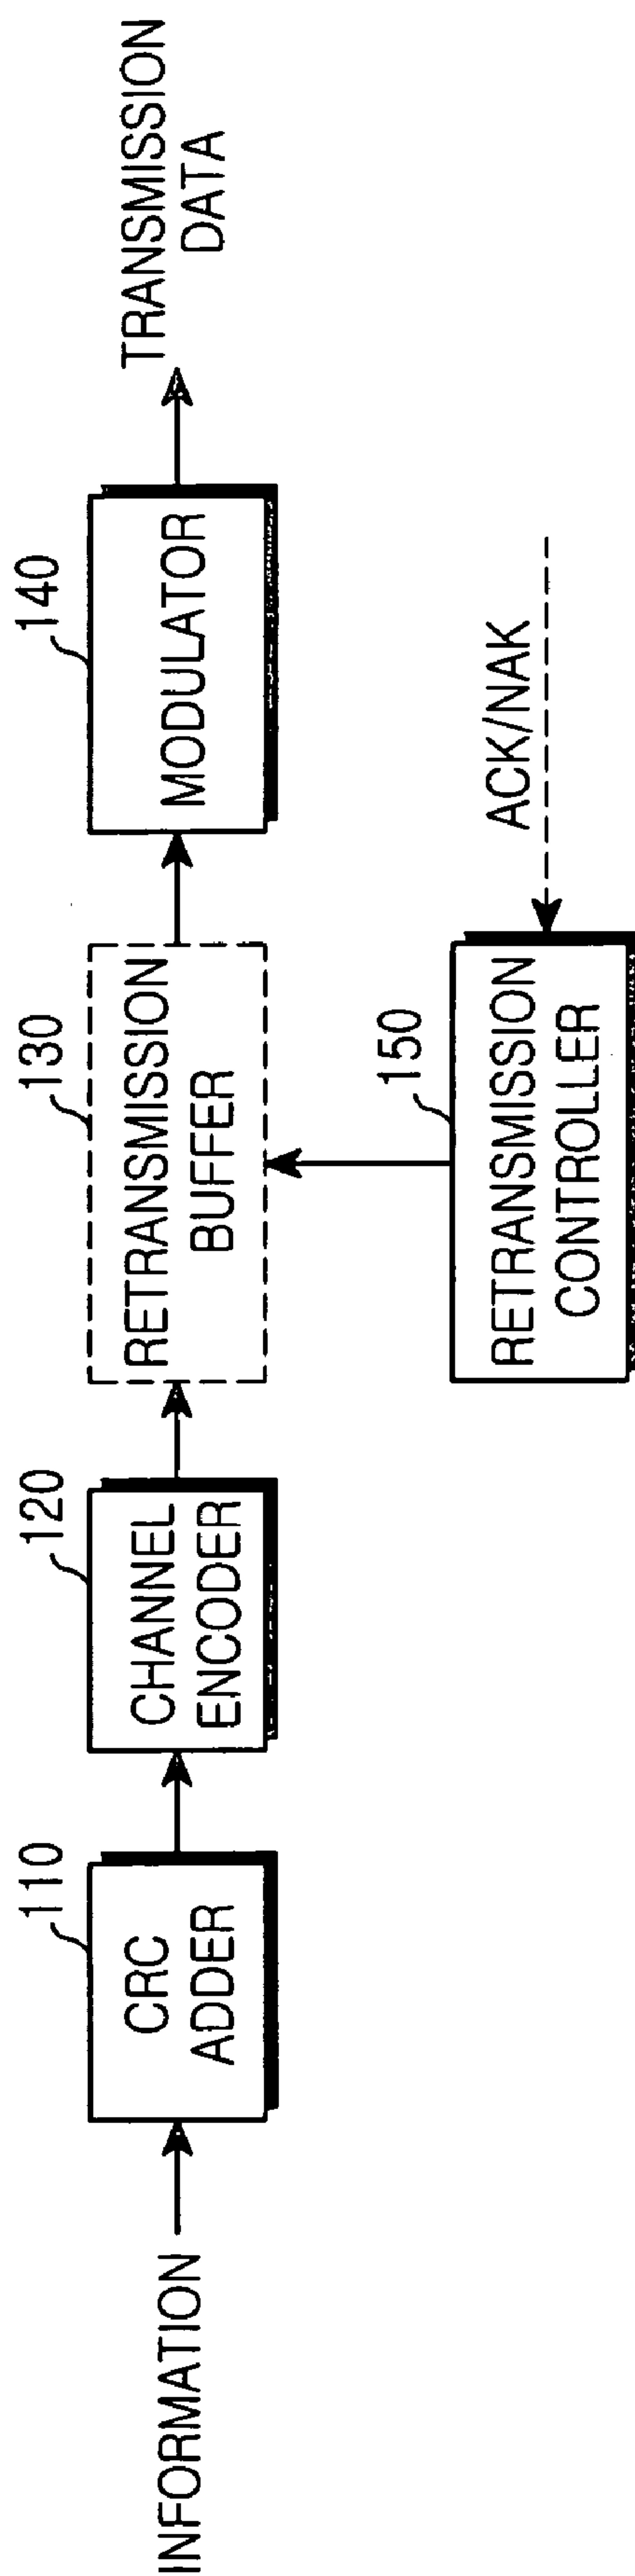 INFORMATION
110
CRC
ADDER
120
CHANNEL
ENCODER
130
RETRANSMISSION
BUFFER
140
MODULATOR
TRANSMISSION
DATA
150
RETRANSMISSION
CONTROLLER
ACK/NAK